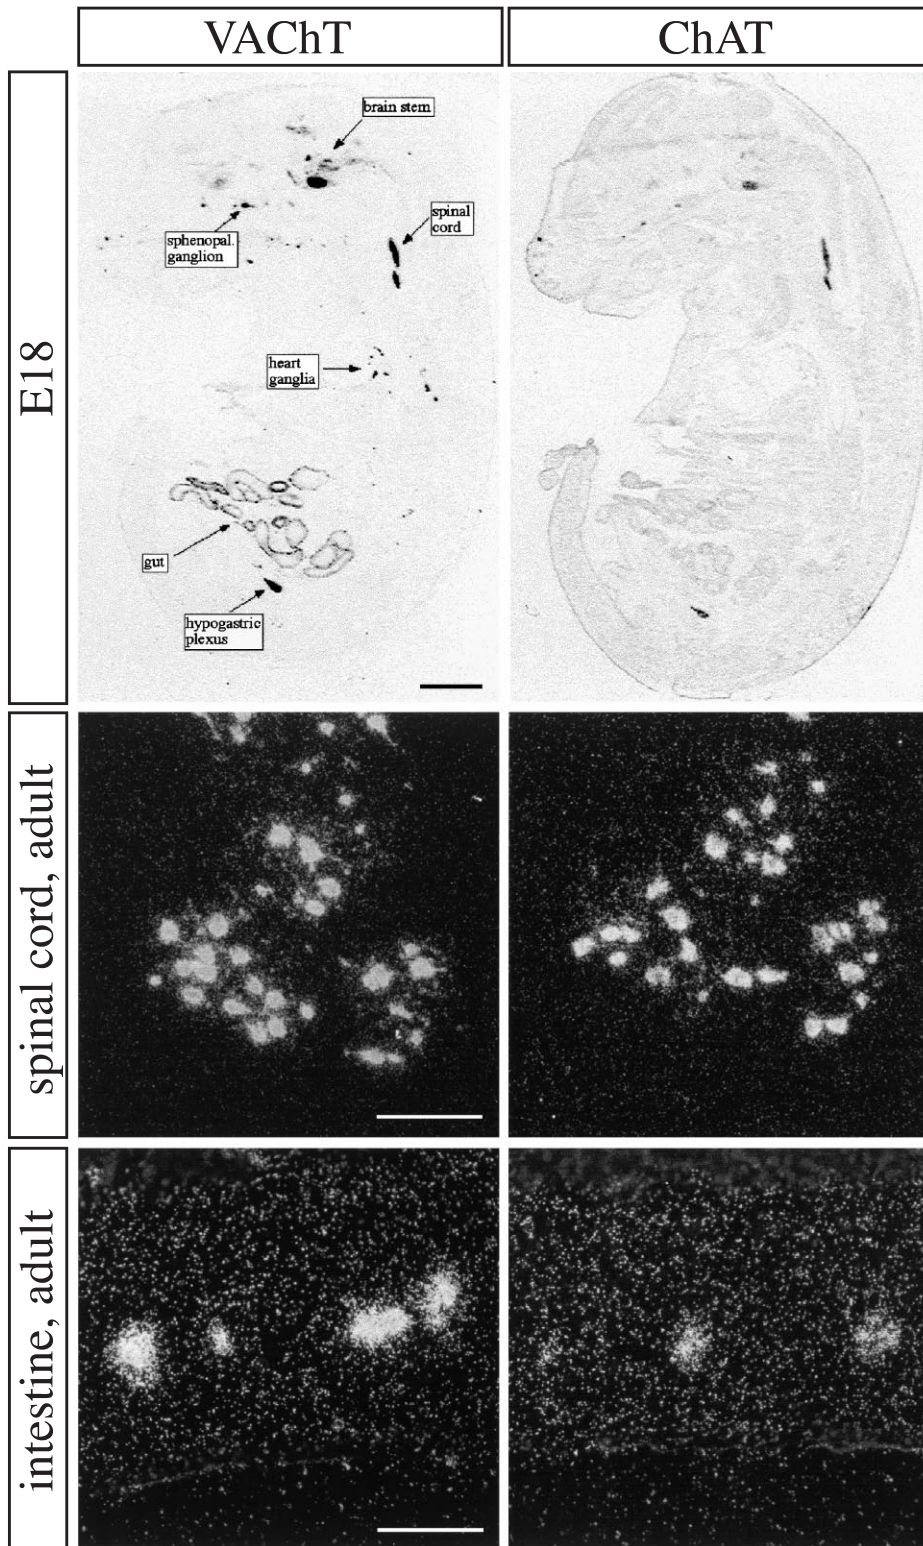 VAChT
ChAT
E18
brain stem
spinal
cord
sphenopal.
ganglion
heart
ganglia
gut
hypogastric
plexus
spinal cord, adult
intestine, adult